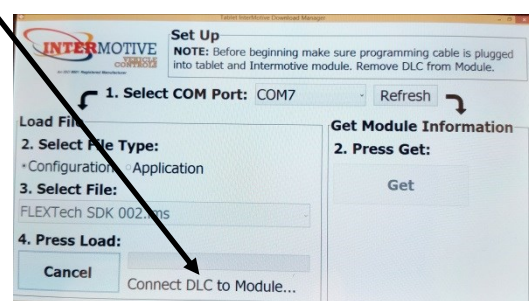 Tablet InterMotive Download Manager
INTERMOTIVE
VEHICLE
CONTROLS
Set Up
NOTE: Before beginning make sure programming cable is plugged
into tablet and Intermotive module. Remove DLC from Module.
1. Select COM Port: COM7
Refresh
Load File
2. Select File Type:
Configuration Application
3. Select File:
FLEXTech SDK 002.ims
4. Press Load:
Cancel
Connect DLC to Module...
Get Module Information
2. Press Get:
Get